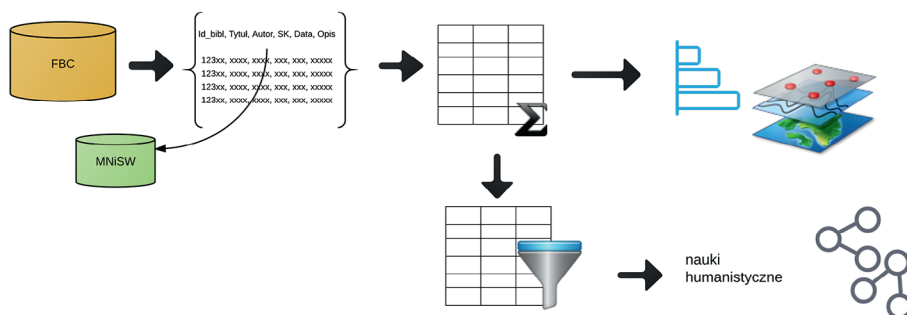 FBC
Id_bibl, Tytuł, Autor, SK, Data, Opis
123xx, xxxx, xxxx, xxx, xxx, xxxxx
123xx, xxxx, xxxx, xxx, xxx, xxxxx
123xx, xxxx, xxxx, xxx, xxx, xxxxx
123xx, xxxx, xxxx, xxx, xxx, xxxxx
MNiSW
Σ
nauki
humanistyczne